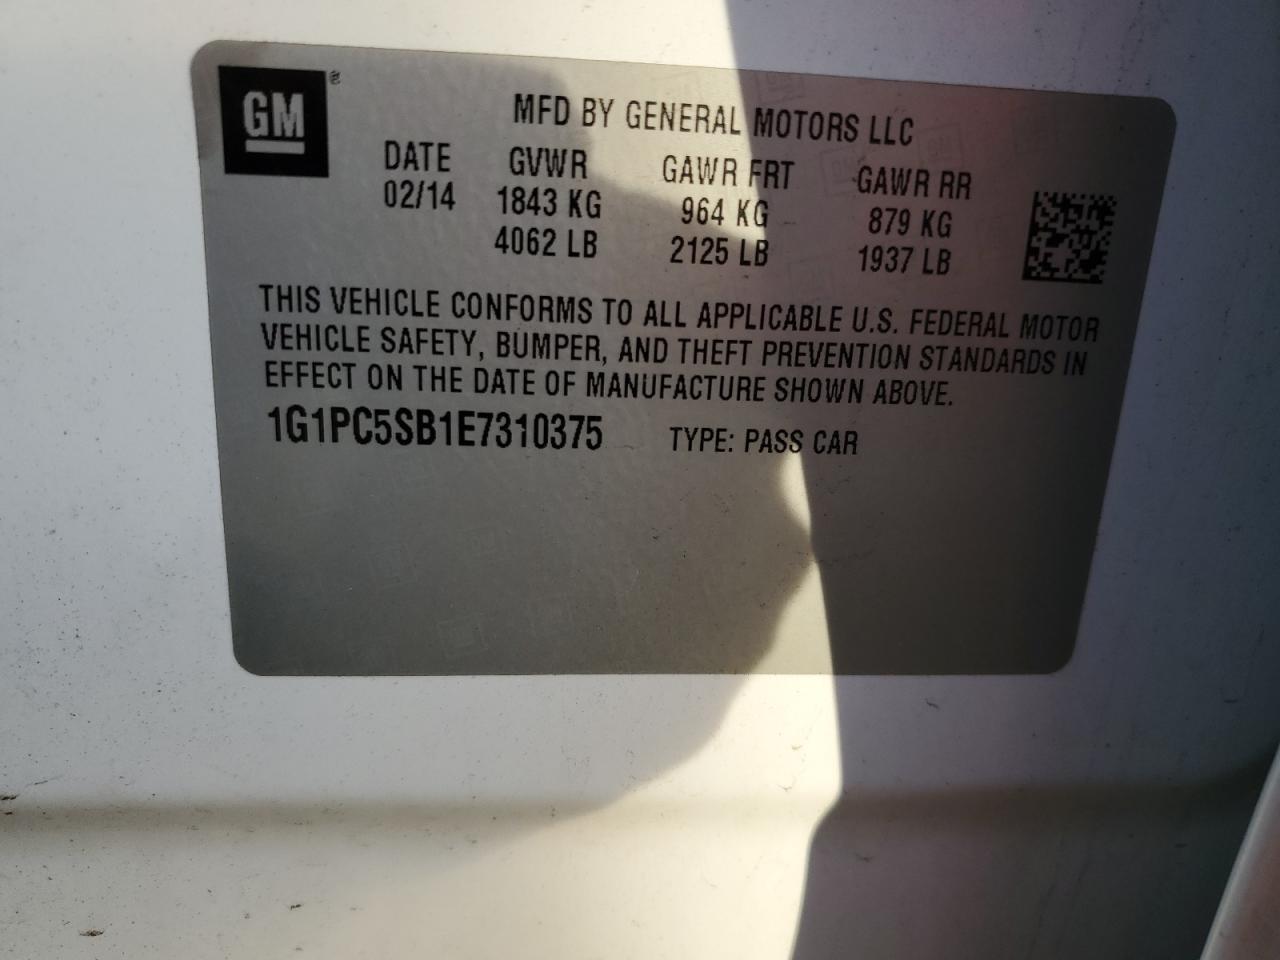 GM ®
MFD BY GENERAL MOTORS LLC
DATE GVWR GAWR FRT GAWR RR
02/14 1843 KG 964 KG 879 KG
4062 LB 2125 LB 1937 LB
THIS VEHICLE CONFORMS TO ALL APPLICABLE U.S. FEDERAL MOTOR
VEHICLE SAFETY, BUMPER, AND THEFT PREVENTION STANDARDS IN
EFFECT ON THE DATE OF MANUFACTURE SHOWN ABOVE.
1G1PC5SB1E7310375 TYPE: PASS CAR